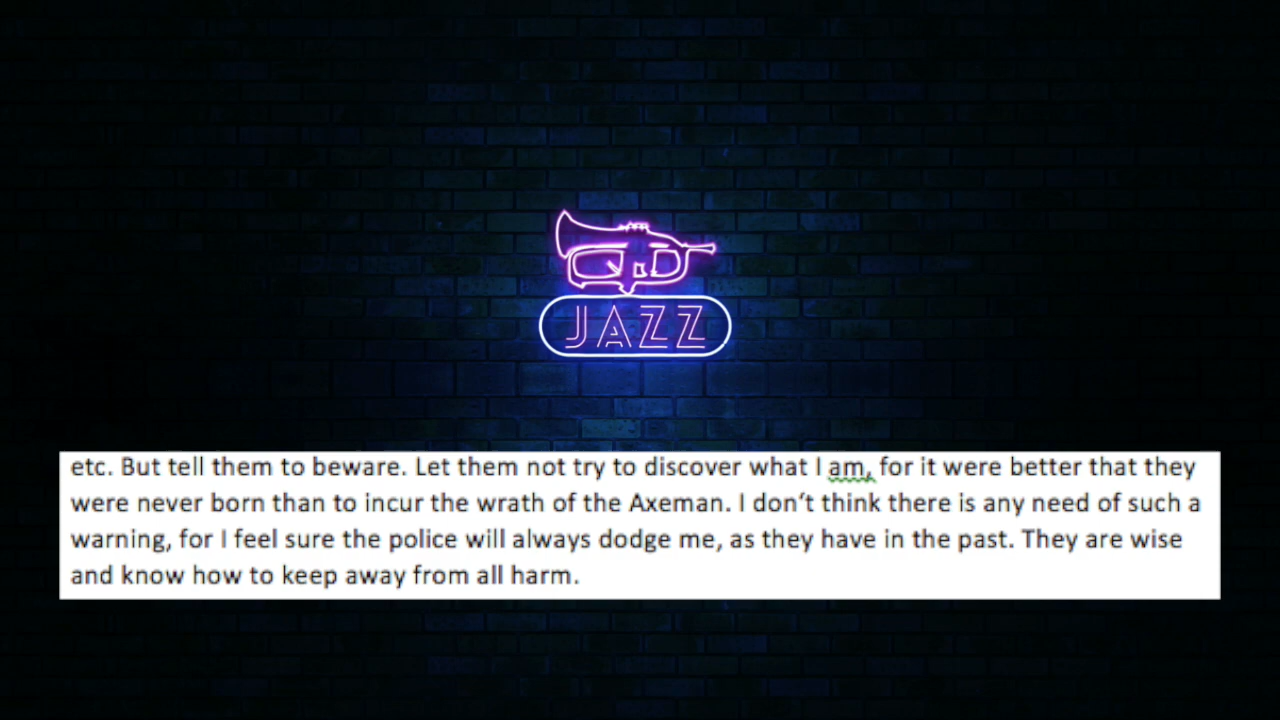 JAZZ
etc. But tell them to beware. Let them not try to discover what I am, for it were better that they
were never born than to incur the wrath of the Axeman. I don‘t think there is any need of such a
warning, for I feel sure the police will always dodge me, as they have in the past. They are wise
and know how to keep away from all harm.